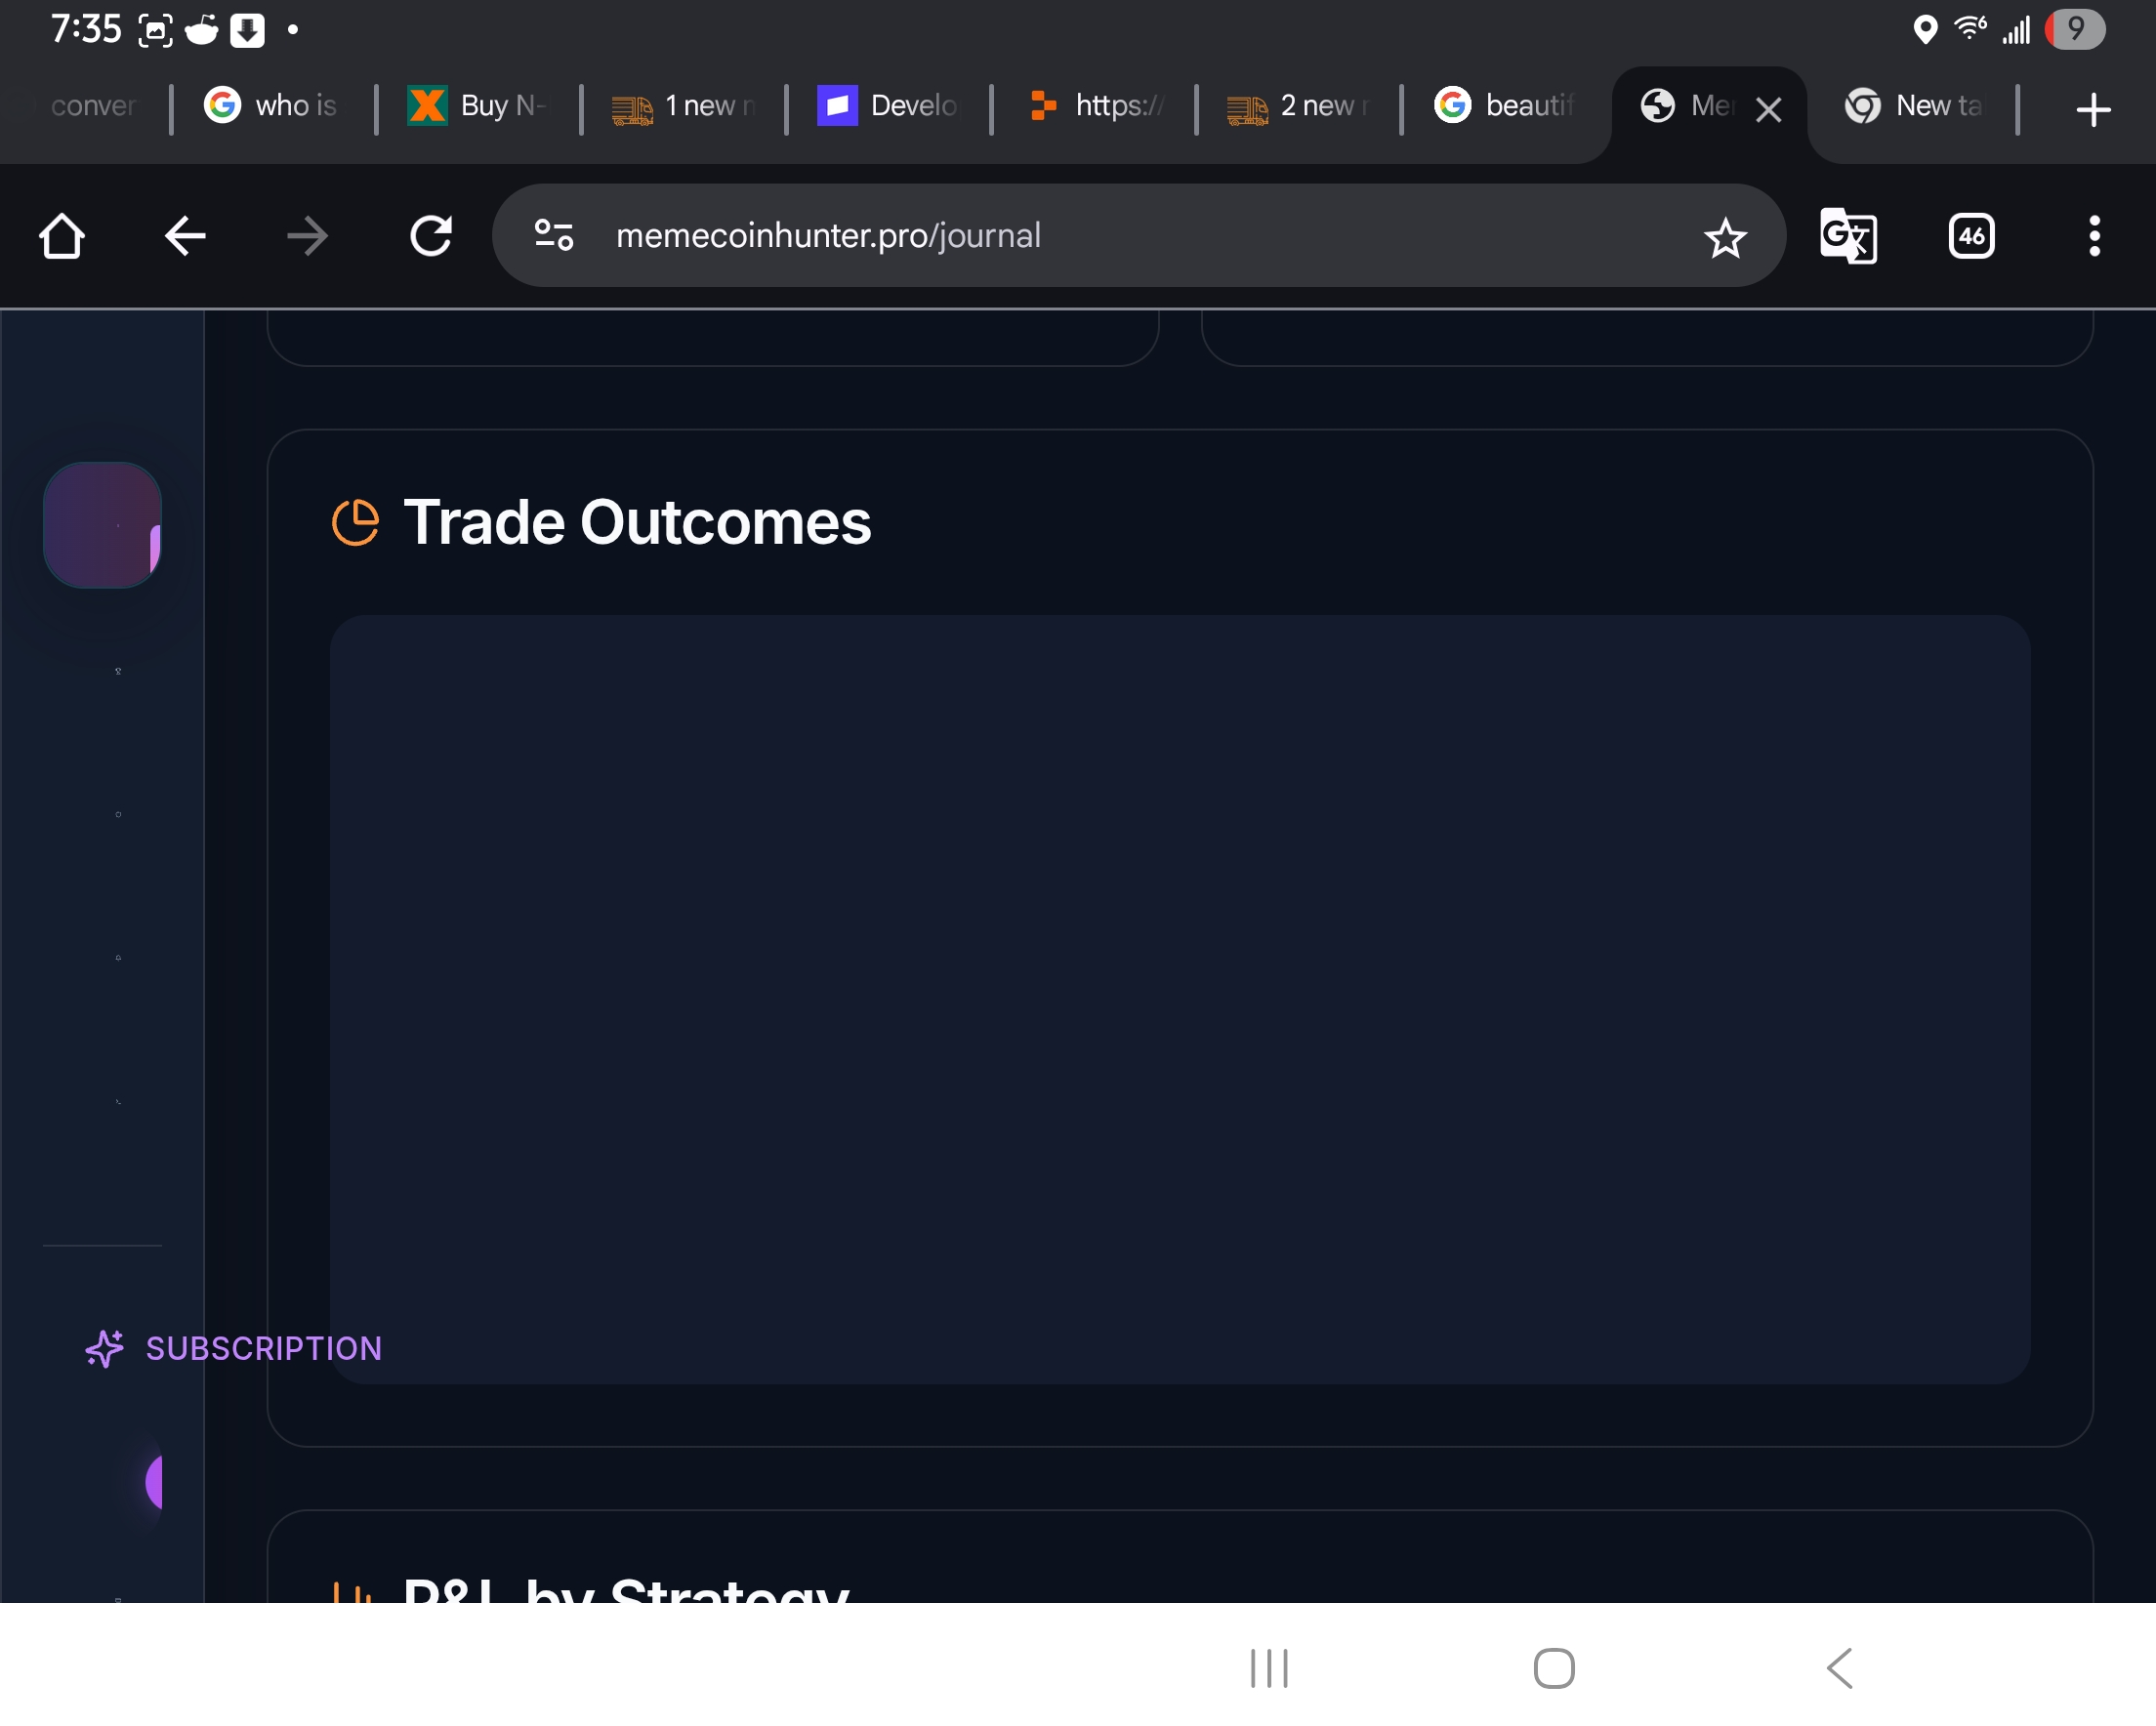 7:35
9
conver
who is
Buy N-
1 new
Develo
https://
2 new
beautif
Me
New ta
memecoinhunter.pro/journal
46
Trade Outcomes
SUBSCRIPTION
P&L by Strategy